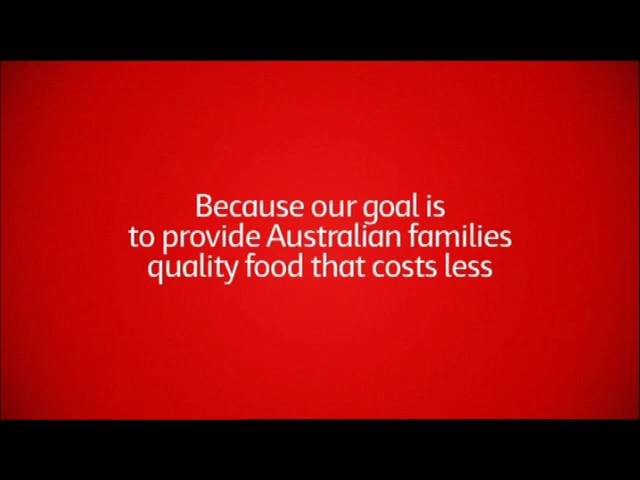 Because our goal is
to provide Australian families
quality food that costs less